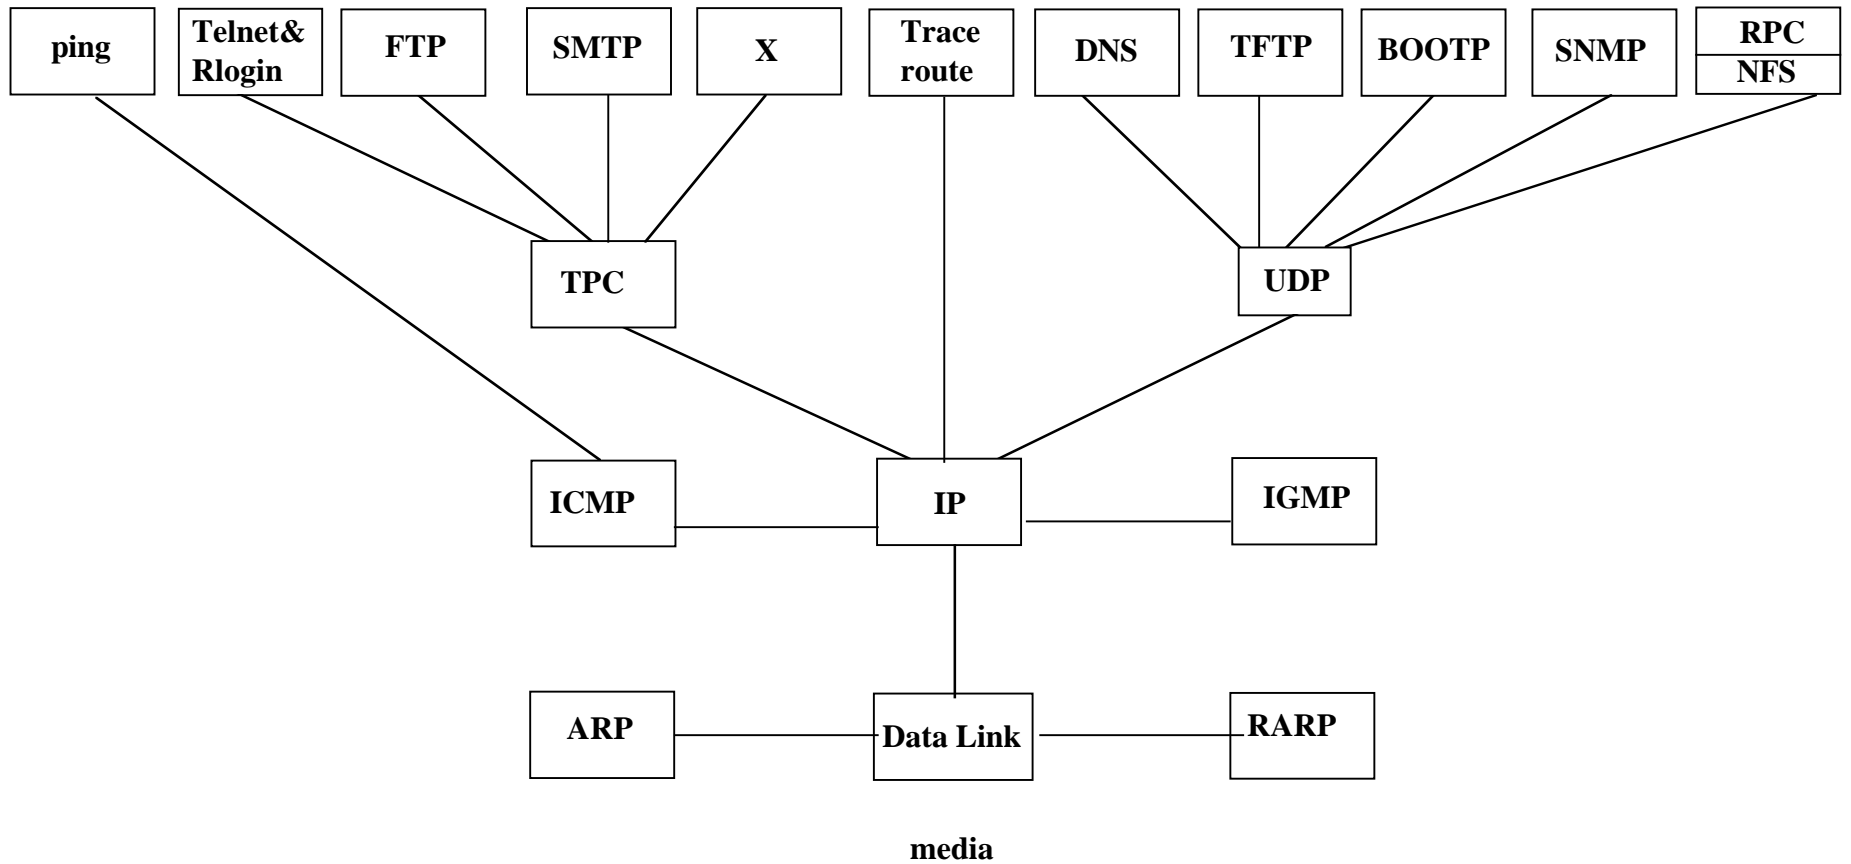 ping
Telnet&
Rlogin
FTP
SMTP
X
Trace
route
DNS
TFTP
BOOTP
SNMP
RPC
NFS
TPC
UDP
ICMP
IP
IGMP
ARP
Data Link
RARP
media